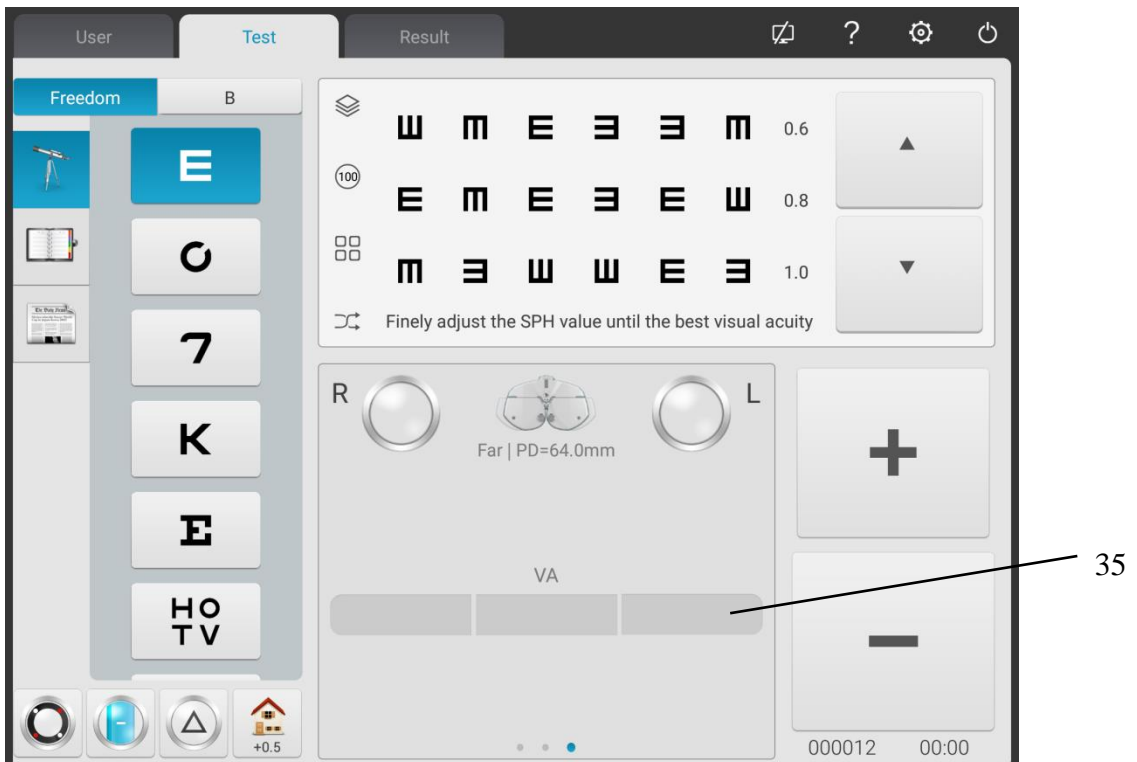 User
Test
Result
?
Freedom
B
E
7
K
E
H O
T V
+0.5
100
0.6
0.8
1.0
Finely adjust the SPH value until the best visual acuity
R
L
Far | PD=64.0mm
VA
+
−
000012 00:00
35